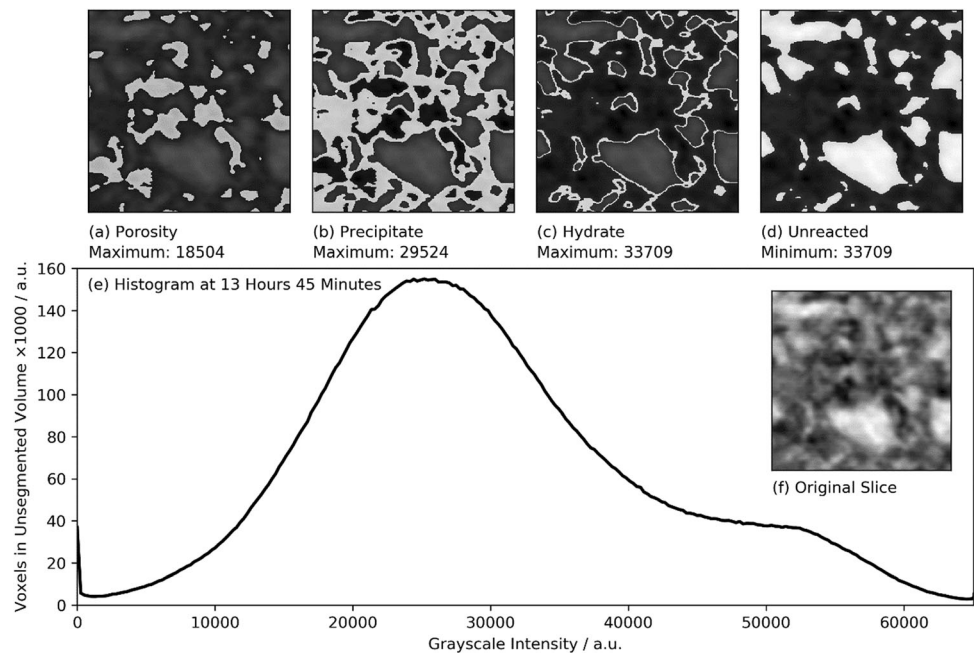 (a) Porosity
Maximum: 18504
(b) Precipitate
Maximum: 29524
(c) Hydrate
Maximum: 33709
(d) Unreacted
Minimum: 33709
(e) Histogram at 13 Hours 45 Minutes
(f) Original Slice
Voxels in Unsegmented Volume ×1000 / a.u.
160
140
120
100
80
60
40
20
0
0
10000
20000
30000
40000
50000
60000
Grayscale Intensity / a.u.